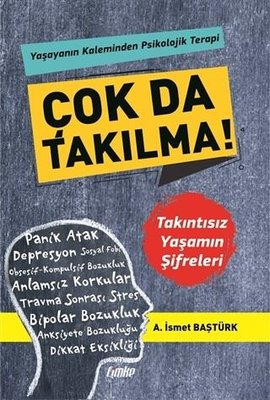 Yaşayanın Kaleminden Psikolojik Terapi
ÇOK DA
TAKILMA!
Takıntısız
Yaşamın
Şifreleri
Panik Atak
Depresyon Sosyal Fobi
Obsesif-Kompulsif Bozukluk
Anlamsız Korkular
Travma Sonrası Stres
Bipolar Bozukluk
Anksiyete Bozukluğu
Dikkat Eksikliği
A. İsmet BAŞTÜRK
Cimke